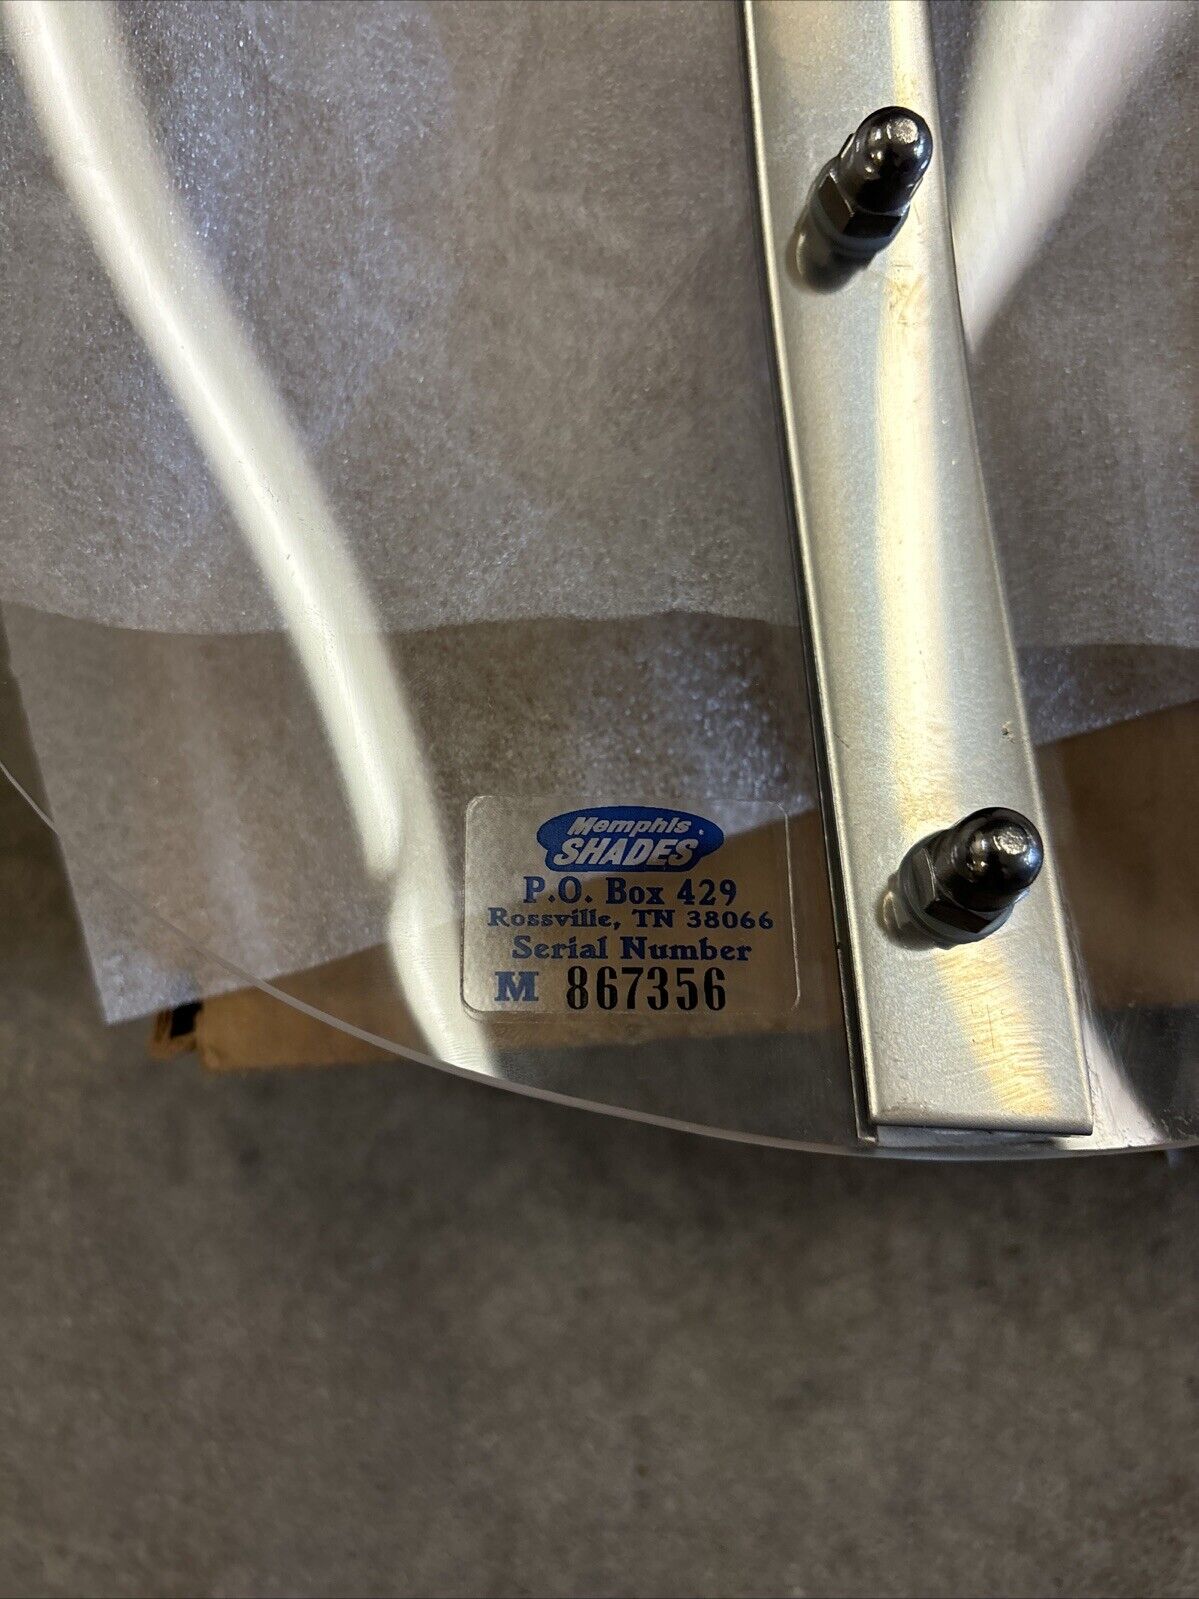 Memphis
SHADES
P.O. Box 429
Rossville, TN 38066
Serial Number
M 867356